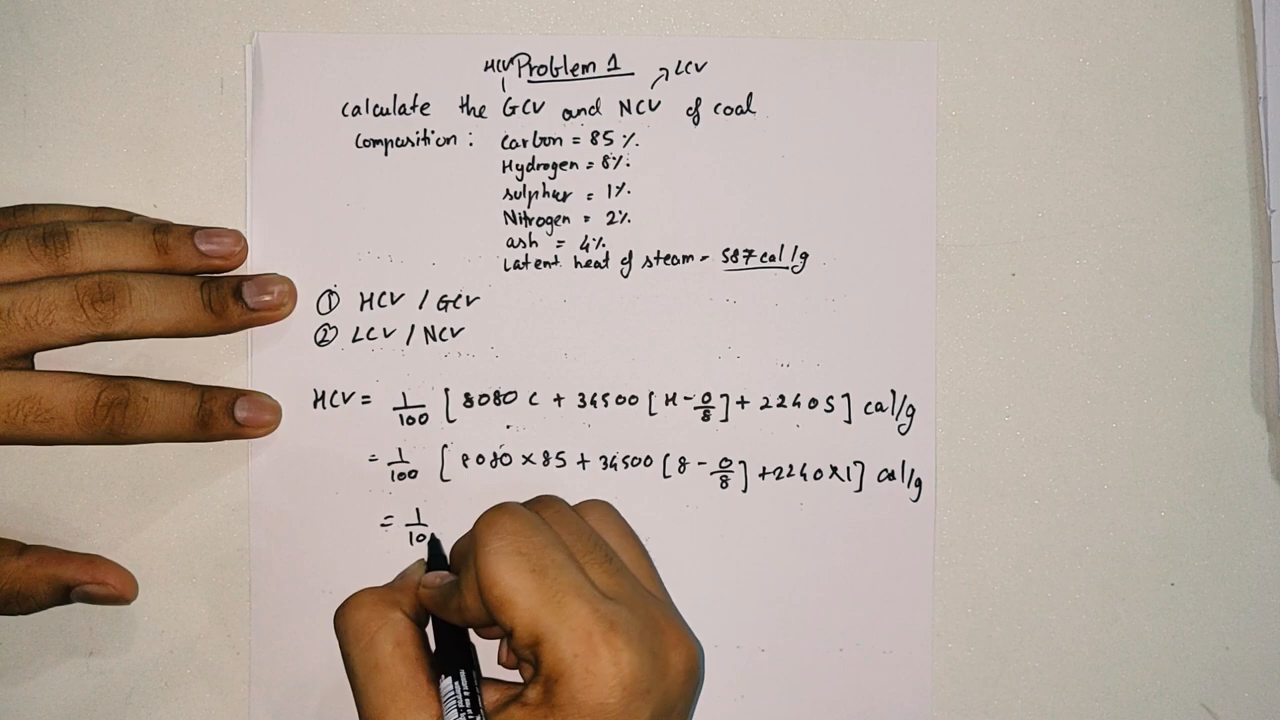 HCV Problem 1 → LCV
calculate the GCV and NCV of coal
composition : carbon = 85 %.
Hydrogen = 8%.
sulphur = 1%.
Nitrogen = 2%.
ash = 4%.
Latent heat of steam = 587 cal/g
① HCV / GCV
② LCV / NCV
HCV = 1/100 [ 8080 C + 34500 [ H - O/8 ] + 2240 S ] cal/g
= 1/100 [ 8080 × 85 + 34500 [ 8 - 0/8 ] + 2240 × 1 ] cal/g
= 1/10